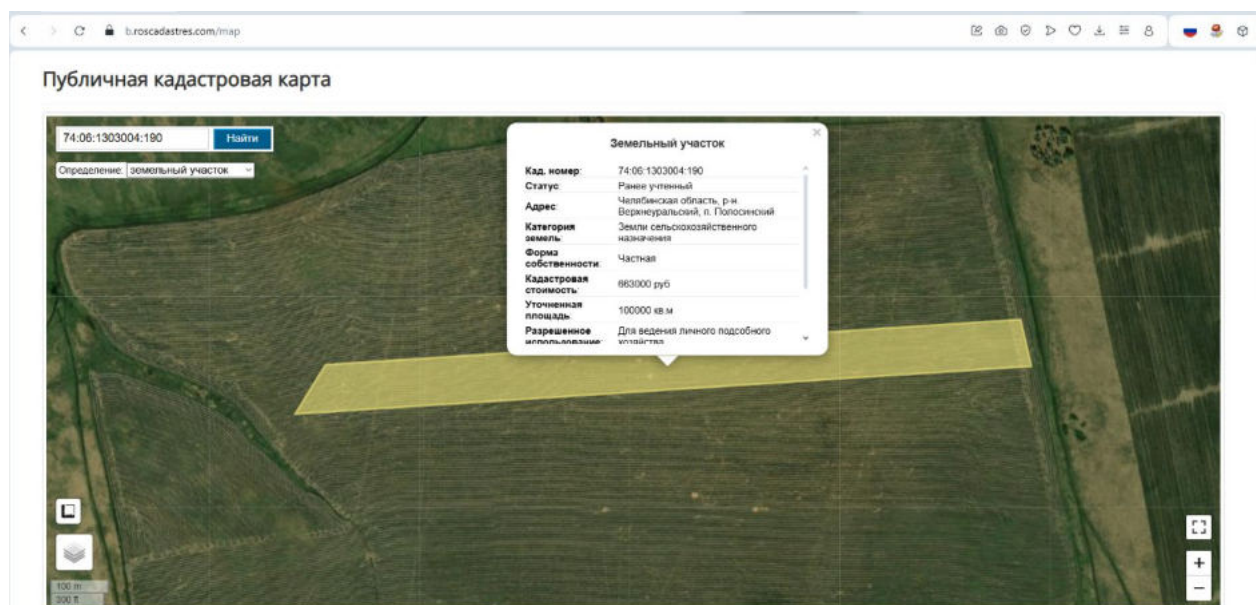 b.roscadastres.com/map
Публичная кадастровая карта
74:06:1303004:190 Найти
Определение: земельный участок
Земельный участок
Кад. номер: 74:06:1303004:190
Статус: Ранее учтенный
Адрес: Челябинская область, р-н
Верхнеуральский, п. Полосинский
Категория земель: Земли сельскохозяйственного
назначения
Форма собственности: Частная
Кадастровая стоимость: 663000 руб
Уточненная площадь: 100000 кв.м
Разрешенное использование: Для ведения личного подсобного
хозяйства
100 m
300 ft